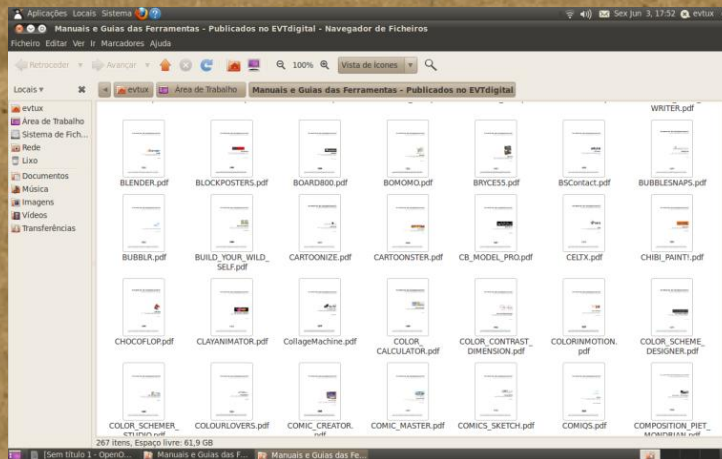 Aplicações Locais Sistema Sex Jun 3, 17:52 evtux
Manuais e Guias das Ferramentas - Publicados no EVTdigital - Navegador de Ficheiros
Ficheiro Editar Ver Ir Marcadores Ajuda
Retroceder Avançar 100% Vista de ícones
Locais evtux Área de Trabalho Manuais e Guias das Ferramentas - Publicados no EVTdigital
evtux
Área de Trabalho
Sistema de Fich...
Rede
Lixo
Documentos
Música
Imagens
Vídeos
Transferências
WRITER.pdf
BLENDER.pdf BLOCKPOSTERS.pdf BOARD800.pdf BOMOMO.pdf BRYCE55.pdf BSContact.pdf BUBBLESNAPS.pdf
BUBBLR.pdf BUILD_YOUR_WILD_ CARTOONIZE.pdf CARTOONSTER.pdf CB_MODEL_PRO.pdf CELTX.pdf CHIBI_PAINT!.pdf
SELF.pdf
CHOCOFLOP.pdf CLAYANIMATOR.pdf CollageMachine.pdf COLOR_ COLOR_CONTRAST_ COLORINMOTION. COLOR_SCHEME_
CALCULATOR.pdf DIMENSION.pdf pdf DESIGNER.pdf
COLOR_SCHEMER_ COLOURLOVERS.pdf COMIC_CREATOR. COMIC_MASTER.pdf COMICS_SKETCH.pdf COMIQS.pdf COMPOSITION_PIET_
STUDIO.pdf pdf MONDRIAN.pdf
267 itens, Espaço livre: 61,9 GB
[Sem título 1 - OpenO... Manuais e Guias das F... Manuais e Guias das Fe...